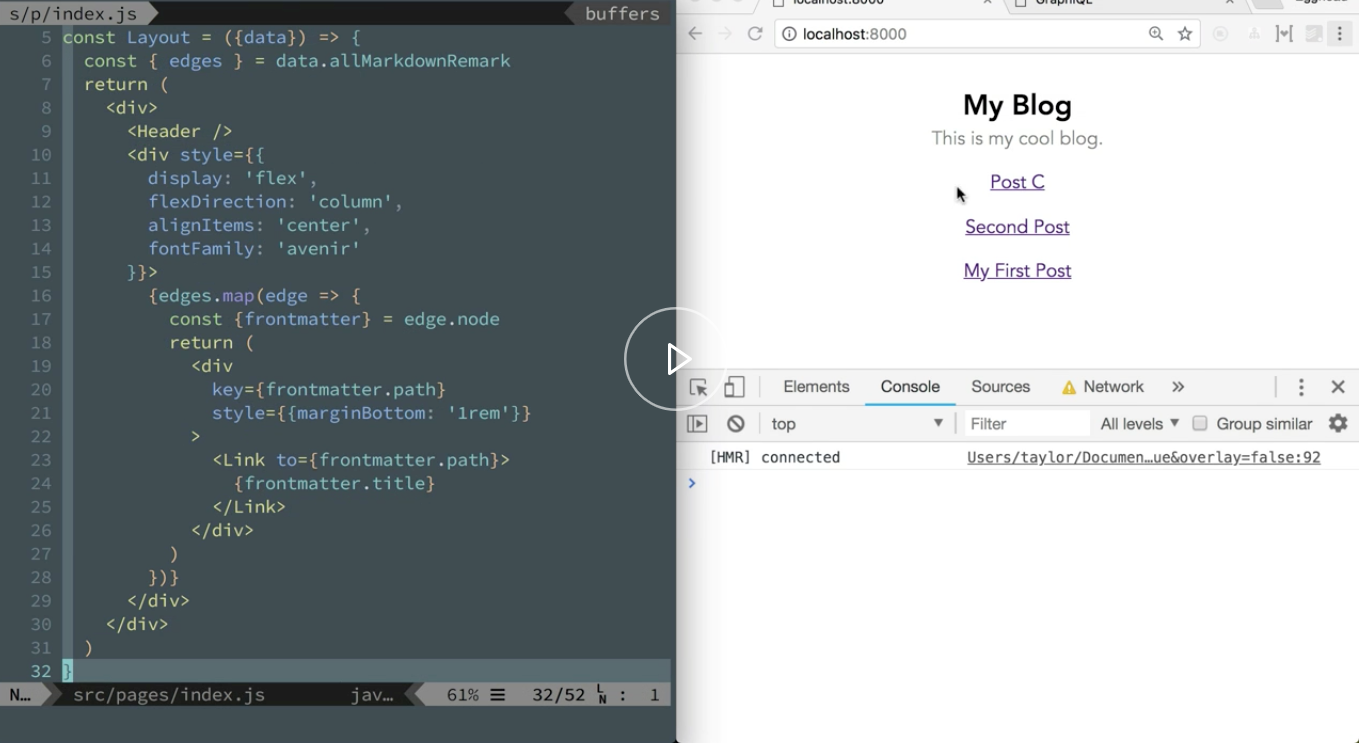 s/p/index.js buffers
5 const Layout = ({data}) => {
6 const { edges } = data.allMarkdownRemark
7 return (
8 <div>
9 <Header />
10 <div style={{
11 display: 'flex',
12 flexDirection: 'column',
13 alignItems: 'center',
14 fontFamily: 'avenir'
15 }}>
16 {edges.map(edge => {
17 const {frontmatter} = edge.node
18 return (
19 <div
20 key={frontmatter.path}
21 style={{marginBottom: '1rem'}}
22 >
23 <Link to={frontmatter.path}>
24 {frontmatter.title}
25 </Link>
26 </div>
27 )
28 })}
29 </div>
30 </div>
31 )
32 }
N… src/pages/index.js jav… 61% ☰ 32/52 LN : 1
localhost:8000 × GraphiQL × Egghead
localhost:8000
My Blog
This is my cool blog.
Post C
Second Post
My First Post
Elements Console Sources Network »
top Filter All levels Group similar
[HMR] connected Users/taylor/Documen…ue&overlay=false:92